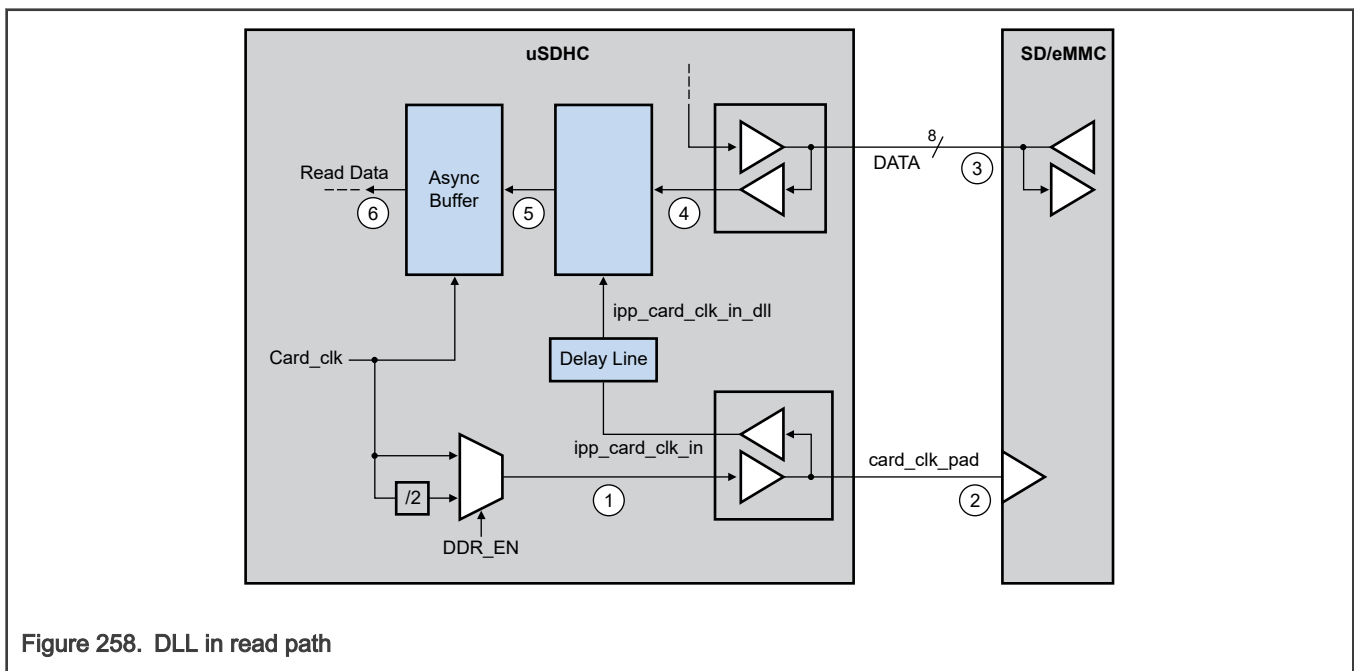 uSDHC
SD/eMMC
8
DATA
3
Read Data
Async
Buffer
6
5
4
ipp_card_clk_in_dll
Card_clk
Delay Line
ipp_card_clk_in
card_clk_pad
/2
1
2
DDR_EN
Figure 258. DLL in read path